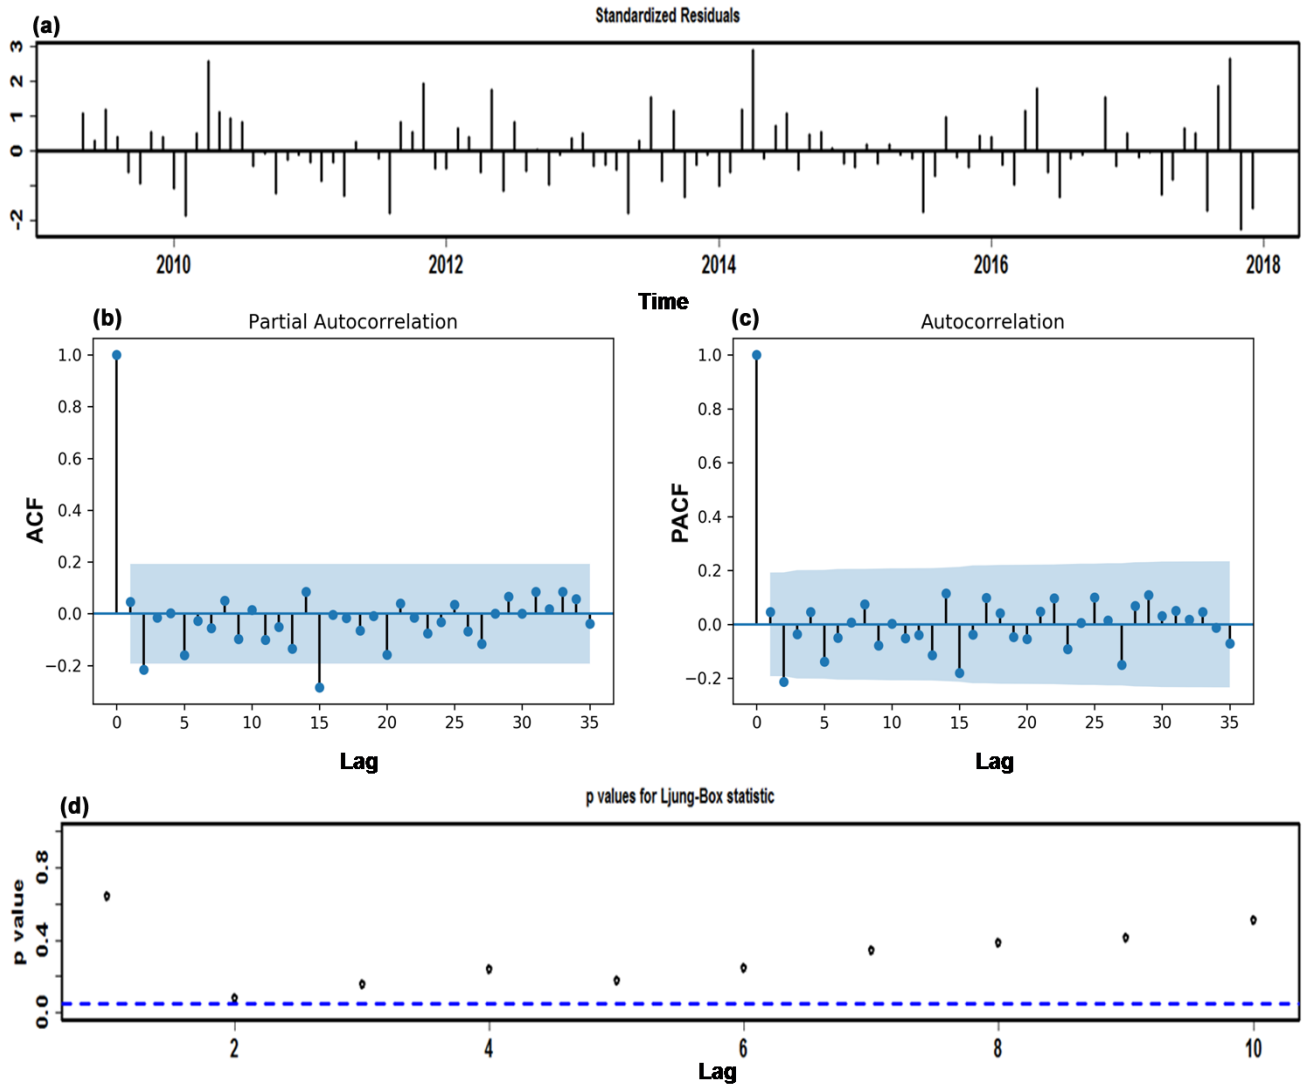 (a)
Standardized Residuals
3
2
1
0
-2
2010 2012 2014 2016 2018
Time
(b)
Partial Autocorrelation
1.0
0.8
0.6
0.4
0.2
0.0
−0.2
ACF
0 5 10 15 20 25 30 35
Lag
(c)
Autocorrelation
1.0
0.8
0.6
0.4
0.2
0.0
−0.2
PACF
0 5 10 15 20 25 30 35
Lag
(d)
p values for Ljung-Box statistic
0.8
0.4
0.0
p value
2 4 6 8 10
Lag